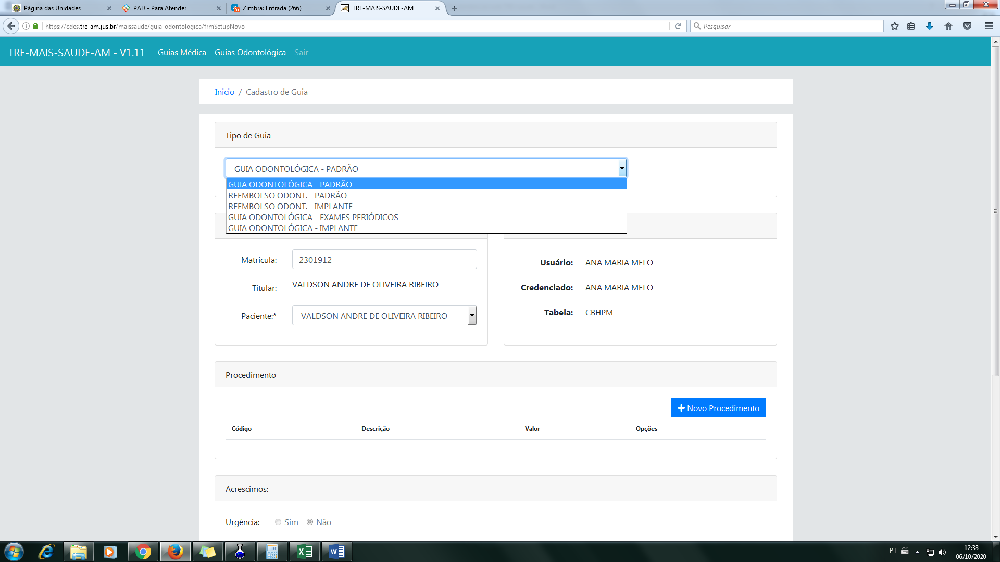 Página das Unidades
PAD - Para Atender
Zimbra: Entrada (266)
TRE-MAIS-SAUDE-AM
https://cdes.tre-am.jus.br/maissaude/guia-odontologica/frmSetupNovo
Pesquisar
TRE-MAIS-SAUDE-AM - V1.11 Guias Médica Guias Odontológica Sair
Inicio / Cadastro de Guia
Tipo de Guia
GUIA ODONTOLÓGICA - PADRÃO
GUIA ODONTOLÓGICA - PADRÃO
REEMBOLSO ODONT. - PADRÃO
REEMBOLSO ODONT. - IMPLANTE
GUIA ODONTOLÓGICA - EXAMES PERIÓDICOS
GUIA ODONTOLÓGICA - IMPLANTE
Matricula: 2301912
Titular: VALDSON ANDRE DE OLIVEIRA RIBEIRO
Paciente:* VALDSON ANDRE DE OLIVEIRA RIBEIRO
Usuário: ANA MARIA MELO
Credenciado: ANA MARIA MELO
Tabela: CBHPM
Procedimento
Novo Procedimento
Código Descrição Valor Opções
Acrescimos:
Urgência: Sim Não
PT
12:33
06/10/2020